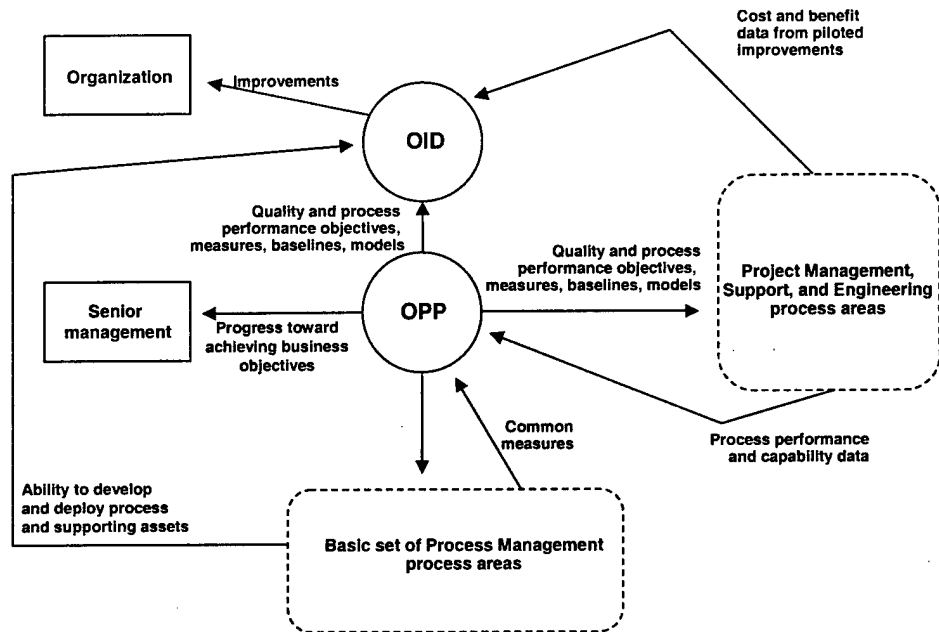 Cost and benefit
data from piloted
improvements
Organization
Improvements
OID
Quality and process
performance objectives,
measures, baselines, models
Quality and process
performance objectives,
measures, baselines, models
Project Management,
Support, and Engineering
process areas
Senior
management
OPP
Progress toward
achieving business
objectives
Common
measures
Process performance
and capability data
Ability to develop
and deploy process
and supporting assets
Basic set of Process Management
process areas